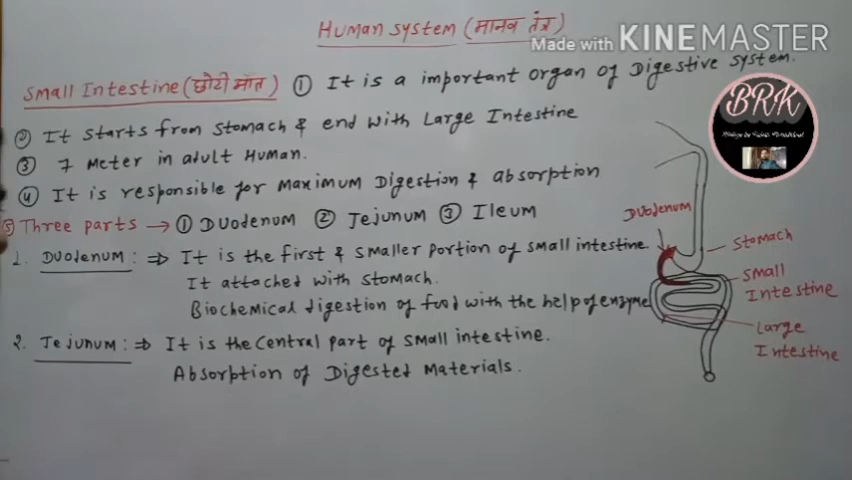 Human System (मानव तंत्र)
Made with KINEMASTER
Small Intestine (छोटी आँत) ① It is a important organ of Digestive system.
② It starts from stomach & end with Large Intestine
③ 7 Meter in adult Human.
④ It is responsible for Maximum Digestion & absorption
⑤ Three parts → ① Duodenum ② Jejunum ③ Ileum
1. Duodenum: ⇒ It is the first & smaller portion of small intestine.
It attached with stomach.
Biochemical digestion of food with the help of enzyme
2. Jejunum: ⇒ It is the central part of small intestine.
Absorption of Digested Materials.
BRK
Duodenum
Stomach
Small
Intestine
Large
Intestine